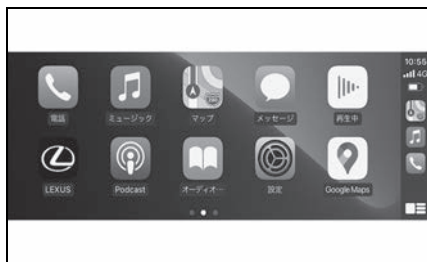 10:55
4G
電話
ミュージック
マップ
メッセージ
再生中
LEXUS
Podcast
オーディオ…
設定
Google Maps